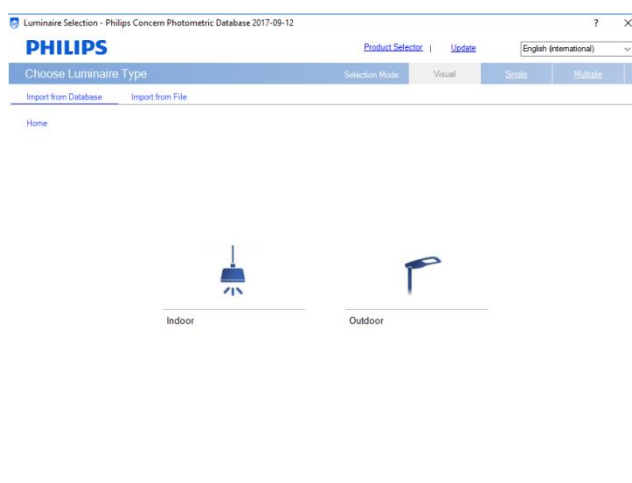 Luminaire Selection - Philips Concern Photometric Database 2017-09-12 ?
PHILIPS Product Selector | Update English (international)
Choose Luminaire Type Selection Mode: Visual Single Multiple
Import from Database Import from File
Home
Indoor Outdoor